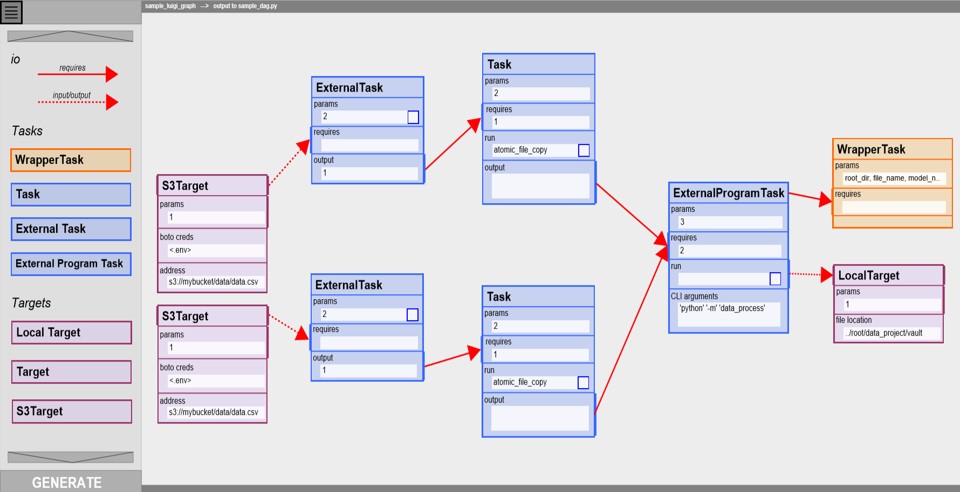 sample_luigi_graph --> output to sample_dag.py
io
requires
input/output
Tasks
WrapperTask
Task
External Task
External Program Task
Targets
Local Target
Target
S3Target
GENERATE
S3Target
params
1
boto creds
<.env>
address
s3://mybucket/data/data.csv
S3Target
params
1
boto creds
<.env>
address
s3://mybucket/data/data.csv
ExternalTask
params
2
requires
output
1
ExternalTask
params
2
requires
output
1
Task
params
2
requires
1
run
atomic_file_copy
output
Task
params
2
requires
1
run
atomic_file_copy
output
ExternalProgramTask
params
3
requires
2
run
CLI arguments
'python' '-m' 'data_process'
WrapperTask
params
root_dir, file_name, model_n..
requires
LocalTarget
params
1
file location
../root/data_project/vault